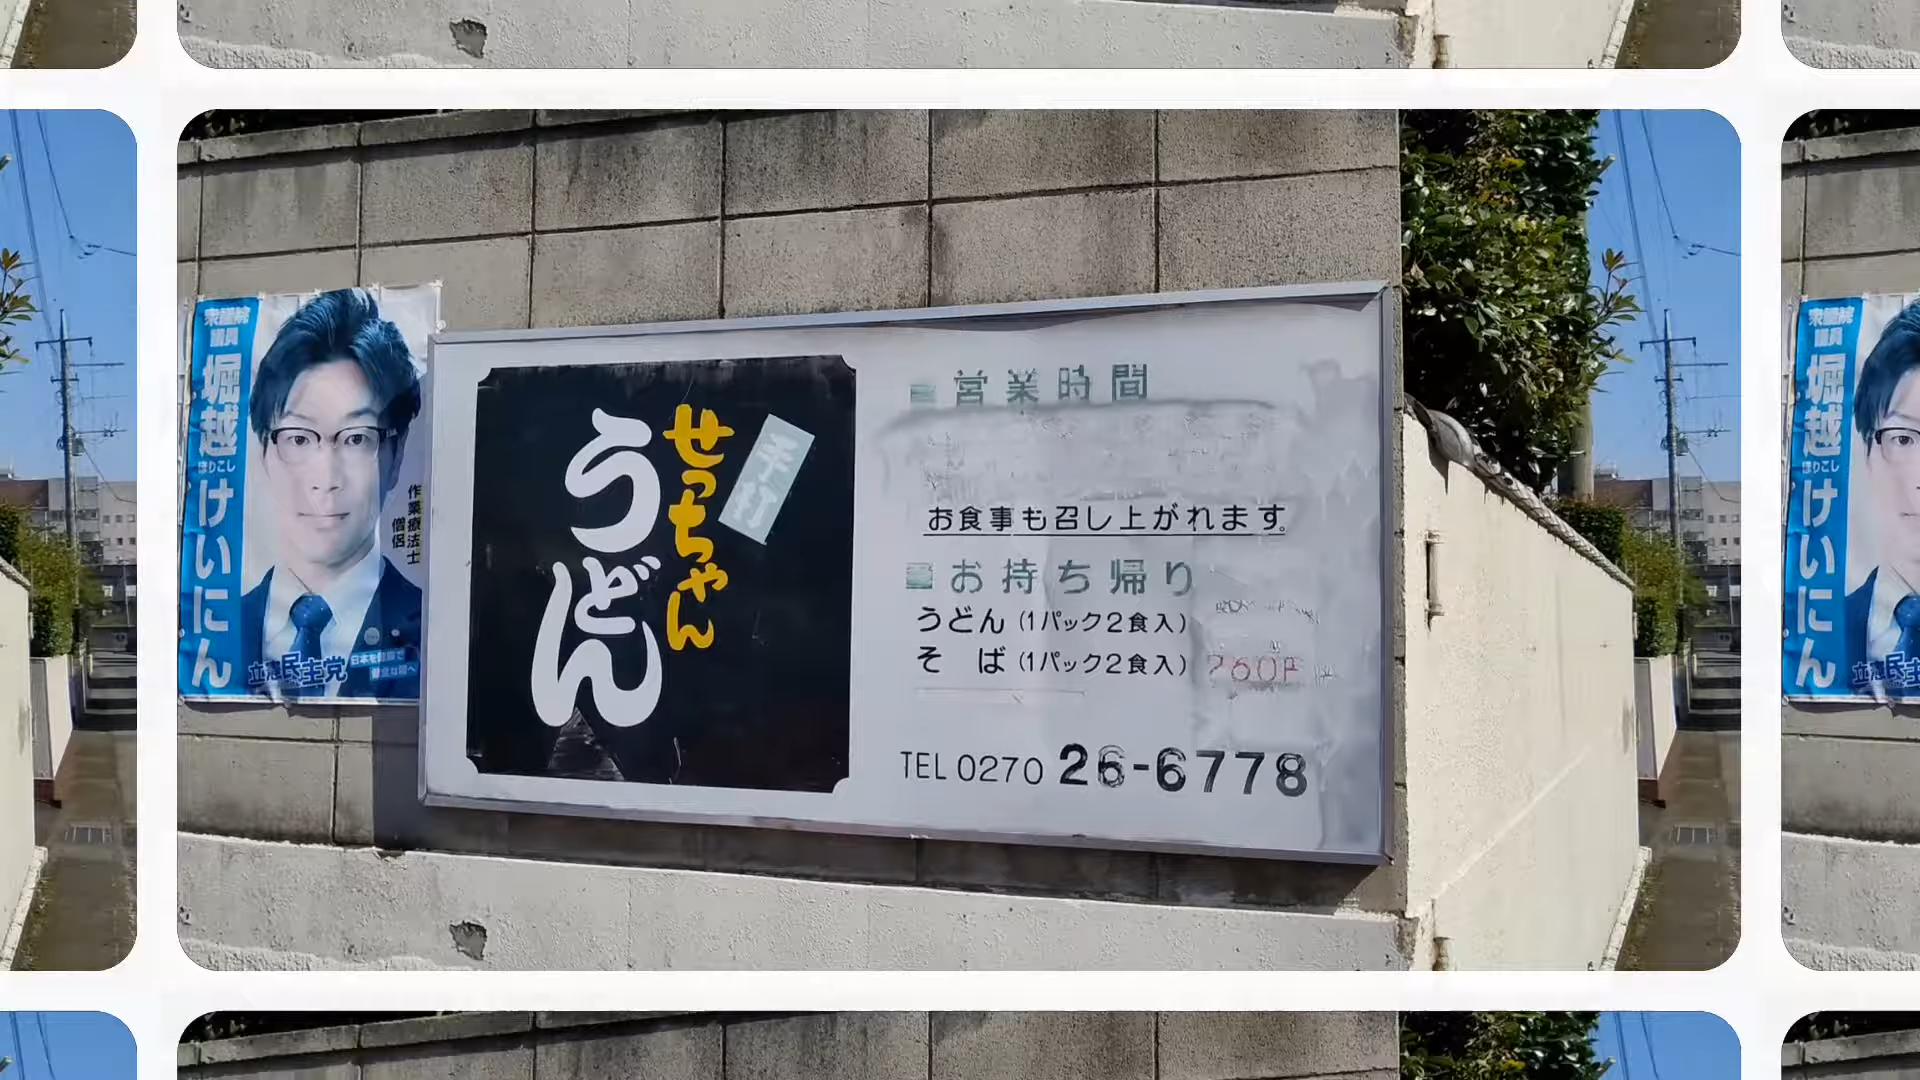 衆議院
議員
堀越
ほりこし
けいにん
作業療法士
僧侶
立憲民主党
手打
せっちゃん
うどん
■営業時間
お食事も召し上がれます。
■お持ち帰り
うどん(1パック2食入)
そ ば(1パック2食入)
760円
TEL 0270 26-6778